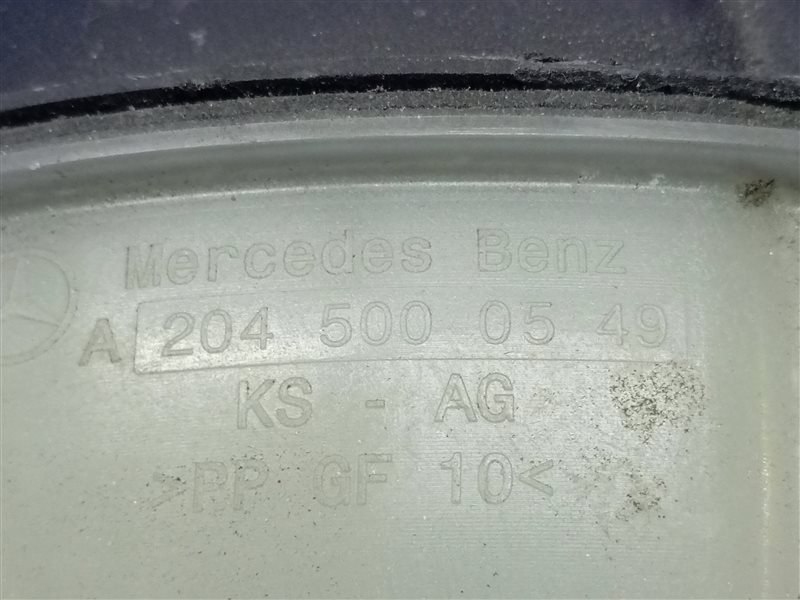 Mercedes Benz
A 204 500 05 49
KS - AG
>PP GF 10<